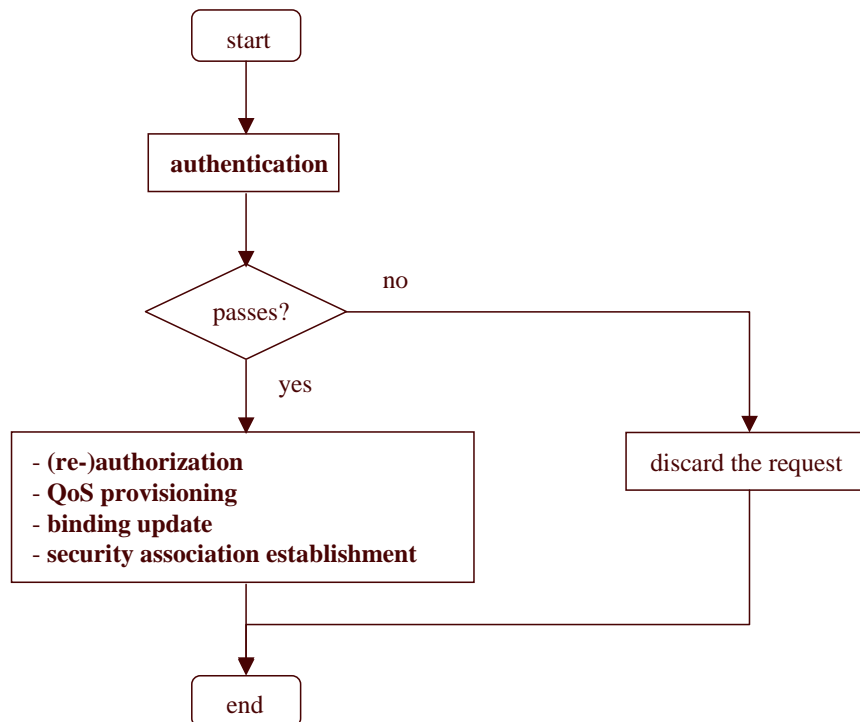 start
authentication
passes?
no
yes
- (re-)authorization
- QoS provisioning
- binding update
- security association establishment
discard the request
end